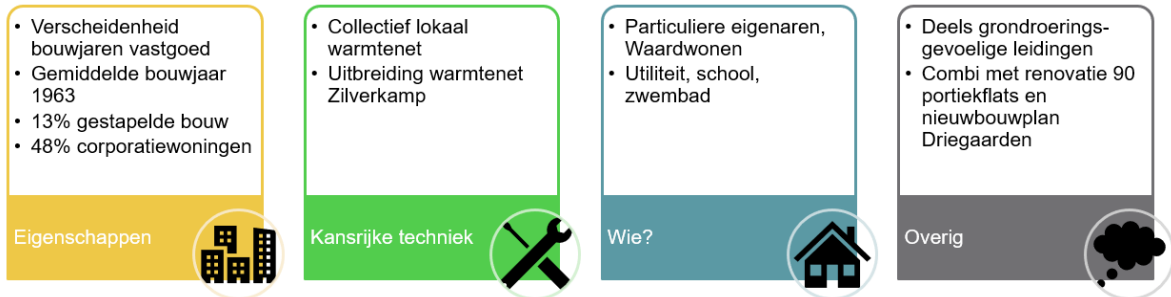 • Verscheidenheid
bouwjaren vastgoed
• Gemiddelde bouwjaar
1963
• 13% gestapelde bouw
• 48% corporatiewoningen
Eigenschappen
• Collectief lokaal
warmtenet
• Uitbreiding warmtenet
Zilverkamp
Kansrijke techniek
• Particuliere eigenaren,
Waardwonen
• Utiliteit, school,
zwembad
Wie?
• Deels grondroerings-
gevoelige leidingen
• Combi met renovatie 90
portiekflats en
nieuwbouwplan
Driegaarden
Overig